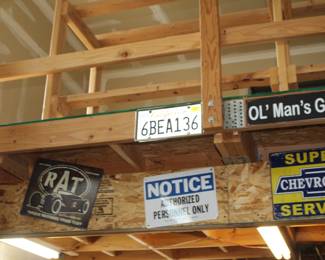 6BEA136
OL' MAN'S G
RAT
NOTICE
AUTHORIZED
PERSONNEL ONLY
SUP
CHEVRO
SERV